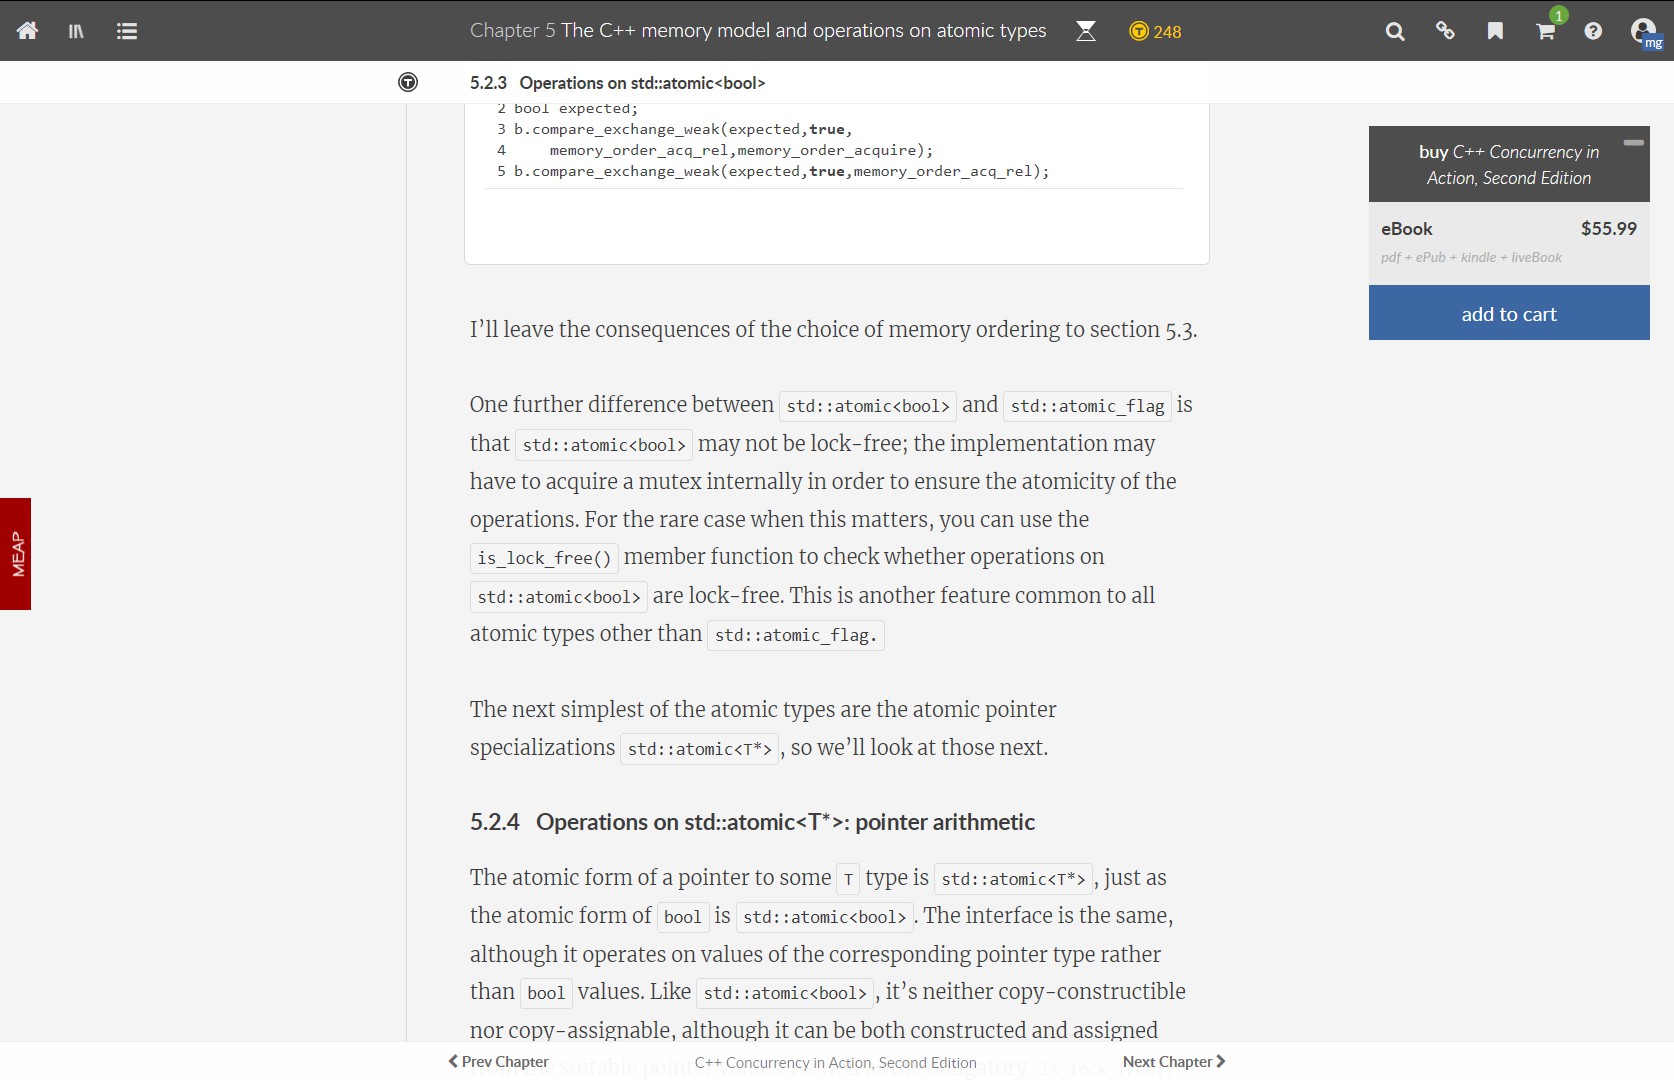 Chapter 5 The C++ memory model and operations on atomic types
248
1
mg
5.2.3 Operations on std::atomic<bool>
2 bool expected;
3 b.compare_exchange_weak(expected,true,
4 memory_order_acq_rel,memory_order_acquire);
5 b.compare_exchange_weak(expected,true,memory_order_acq_rel);
buy C++ Concurrency in
Action, Second Edition
eBook $55.99
pdf + ePub + kindle + liveBook
add to cart
I’ll leave the consequences of the choice of memory ordering to section 5.3.
One further difference between std::atomic<bool> and std::atomic_flag is
that std::atomic<bool> may not be lock-free; the implementation may
have to acquire a mutex internally in order to ensure the atomicity of the
operations. For the rare case when this matters, you can use the
is_lock_free() member function to check whether operations on
std::atomic<bool> are lock-free. This is another feature common to all
atomic types other than std::atomic_flag.
MEAP
The next simplest of the atomic types are the atomic pointer
specializations std::atomic<T*>, so we’ll look at those next.
5.2.4 Operations on std::atomic<T*>: pointer arithmetic
The atomic form of a pointer to some T type is std::atomic<T*>, just as
the atomic form of bool is std::atomic<bool>. The interface is the same,
although it operates on values of the corresponding pointer type rather
than bool values. Like std::atomic<bool>, it’s neither copy-constructible
nor copy-assignable, although it can be both constructed and assigned
Prev Chapter C++ Concurrency in Action, Second Edition Next Chapter